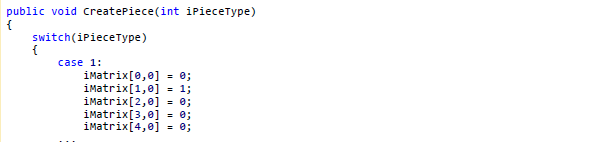 public void CreatePiece(int iPieceType)
{
    switch(iPieceType)
    {
        case 1:
            iMatrix[0,0] = 0;
            iMatrix[1,0] = 1;
            iMatrix[2,0] = 0;
            iMatrix[3,0] = 0;
            iMatrix[4,0] = 0;
        ...